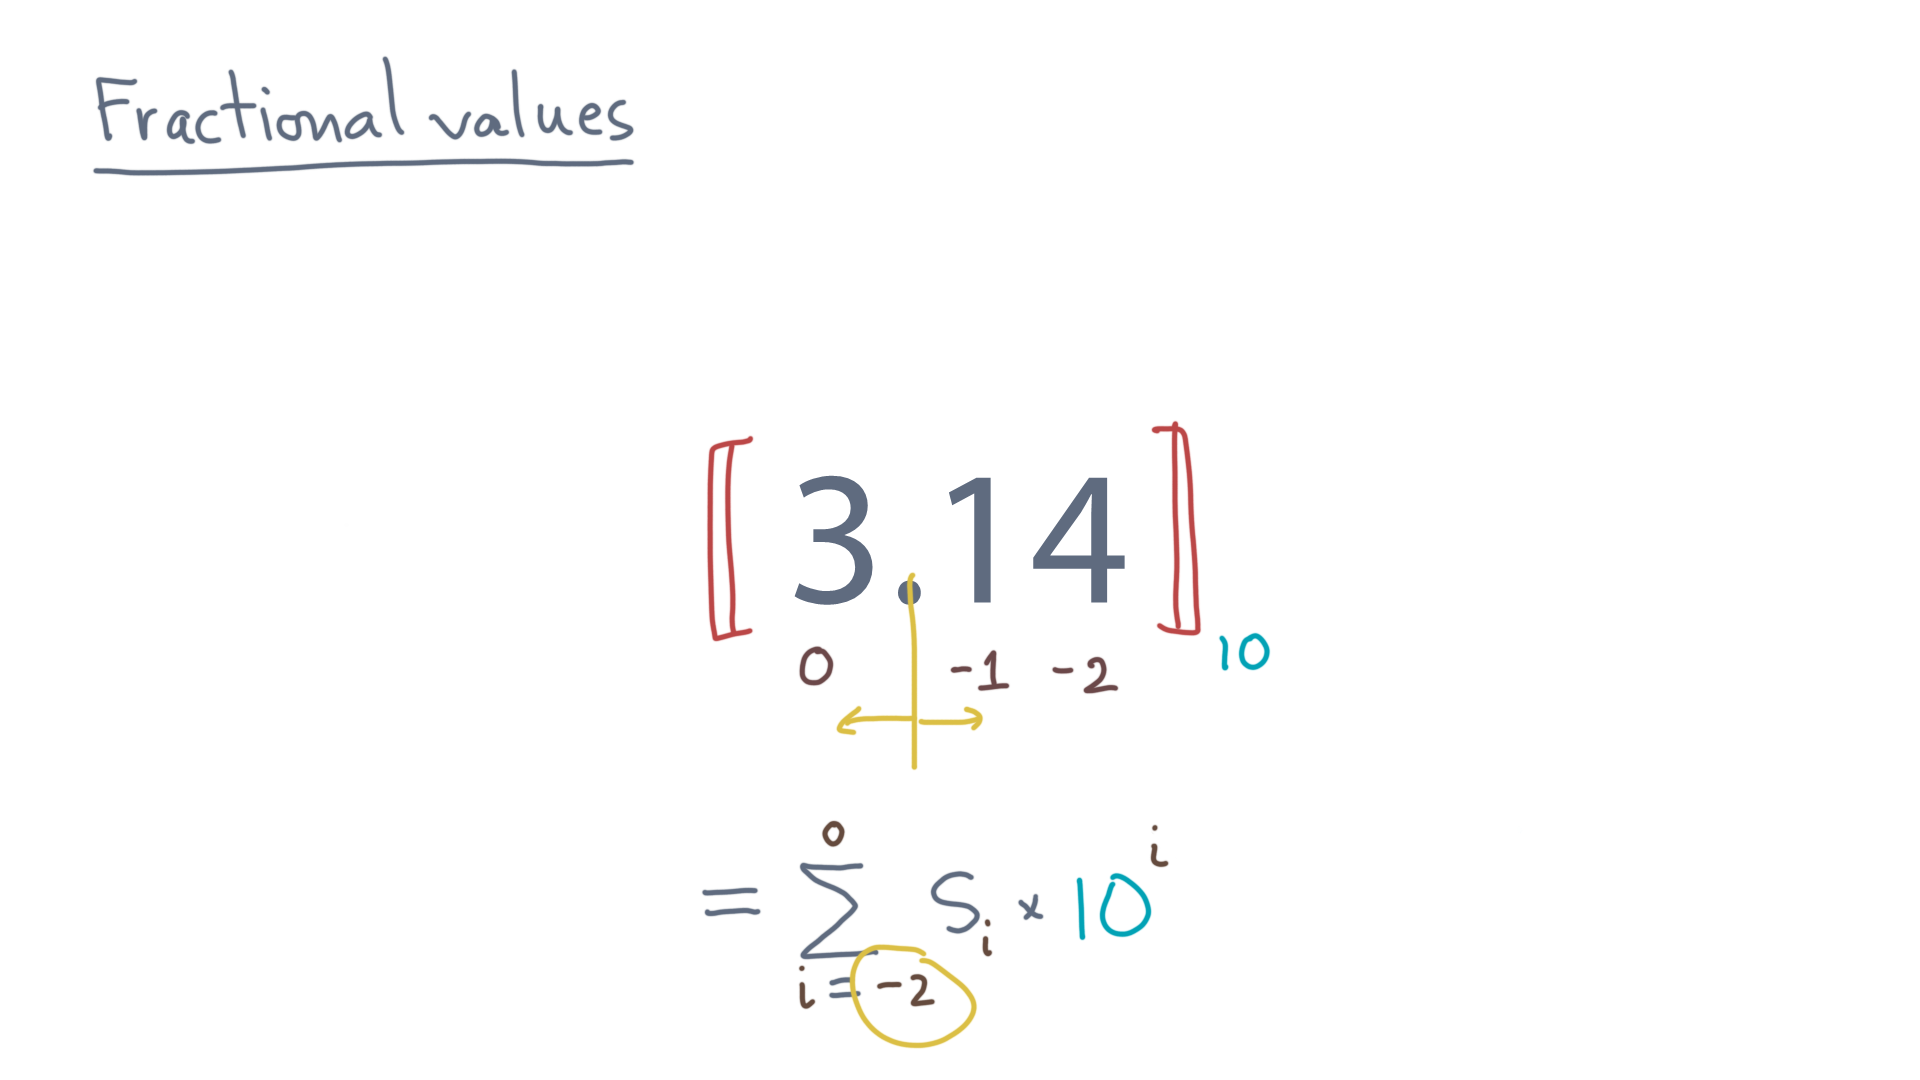 Fractional values
⟦3.14⟧₁₀
0 -1 -2
0
= ∑ Sᵢ × 10ⁱ
i = -2